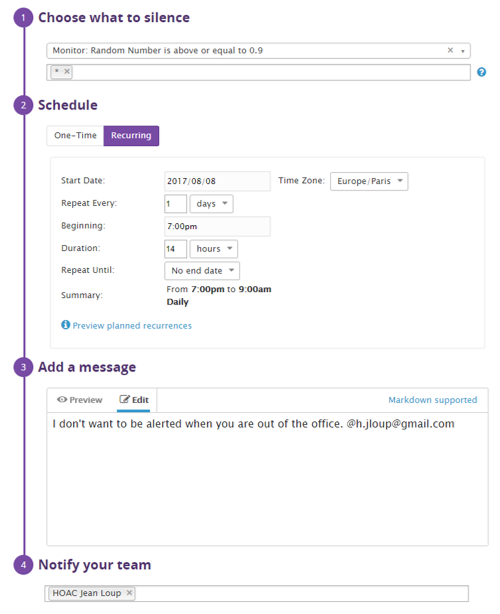 1 Choose what to silence
Monitor: Random Number is above or equal to 0.9 ×
* ×
?
2 Schedule
One-Time Recurring
Start Date: 2017/08/08 Time Zone: Europe/Paris
Repeat Every: 1 days
Beginning: 7:00pm
Duration: 14 hours
Repeat Until: No end date
Summary: From 7:00pm to 9:00am
Daily
Preview planned recurrences
3 Add a message
Preview Edit Markdown supported
I don't want to be alerted when you are out of the office. @h.jloup@gmail.com
4 Notify your team
HOAC Jean Loup ×